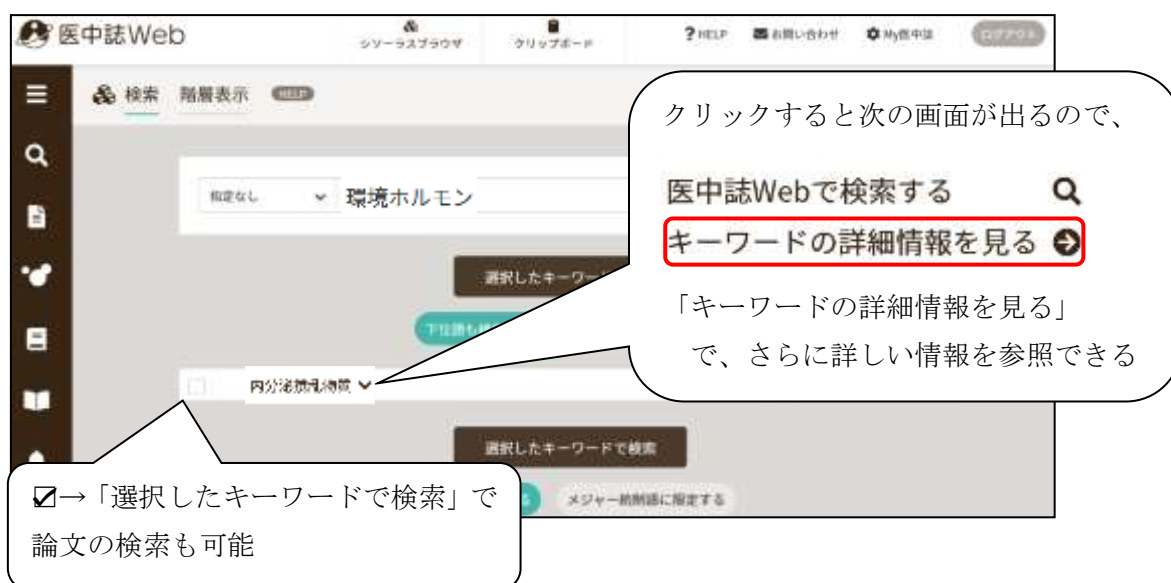 医中誌Web
シソーラスブラウザ
クリップボード
?HELP
お問い合わせ
My医中誌
ログアウト
検索 階層表示 HELP
指定なし
環境ホルモン
選択したキーワー
下位語も
内分泌撹乱物質
選択したキーワードで検索
る
メジャー統制語に限定する
クリックすると次の画面が出るので、
医中誌Webで検索する
キーワードの詳細情報を見る
「キーワードの詳細情報を見る」
で、さらに詳しい情報を参照できる
☑→「選択したキーワードで検索」で
論文の検索も可能